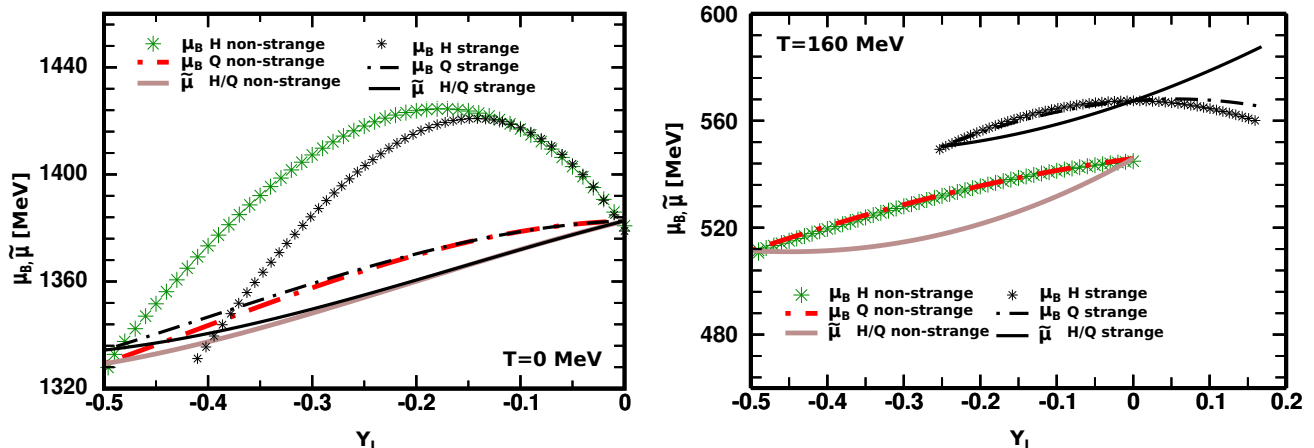 1440
1400
1360
1320
μ_B, μ̃ [MeV]
μ_B H non-strange
μ_B Q non-strange
μ̃ H/Q non-strange
μ_B H strange
μ_B Q strange
μ̃ H/Q strange
T=0 MeV
-0.5 -0.4 -0.3 -0.2 -0.1 0
600
560
520
480
μ_B, μ̃ [MeV]
T=160 MeV
μ_B H non-strange
μ_B Q non-strange
μ̃ H/Q non-strange
μ_B H strange
μ_B Q strange
μ̃ H/Q strange
-0.5 -0.4 -0.3 -0.2 -0.1 0 0.1 0.2